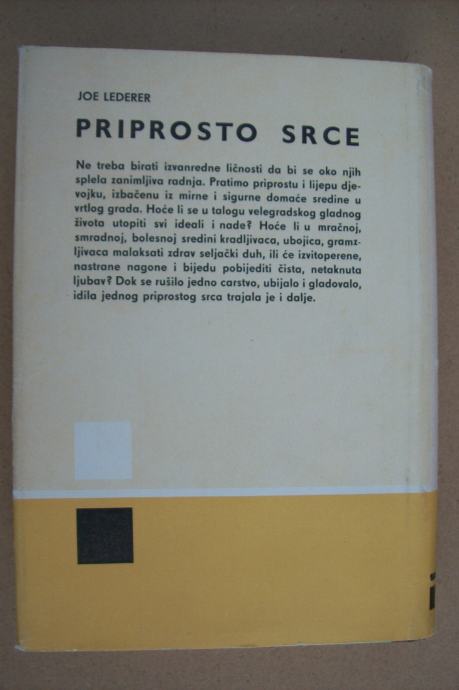 JOE LEDERER
PRIPROSTO SRCE
Ne treba birati izvanredne ličnosti da bi se oko njih
splela zanimljiva radnja. Pratimo priprostu i lijepu dje-
vojku, izbačenu iz mirne i sigurne domaće sredine u
vrtlog grada. Hoće li se u talogu velegradskog gladnog
života utopiti svi ideali i nade? Hoće li u mračnoj,
smradnoj, bolesnoj sredini kradljivaca, ubojica, gramz-
ljivaca malaksati zdrav seljački duh, ili će izvitoperene,
nastrane nagone i bijedu pobijediti čista, netaknuta
ljubav? Dok se rušilo jedno carstvo, ubijalo i gladovalo,
idila jednog priprostog srca trajala je i dalje.